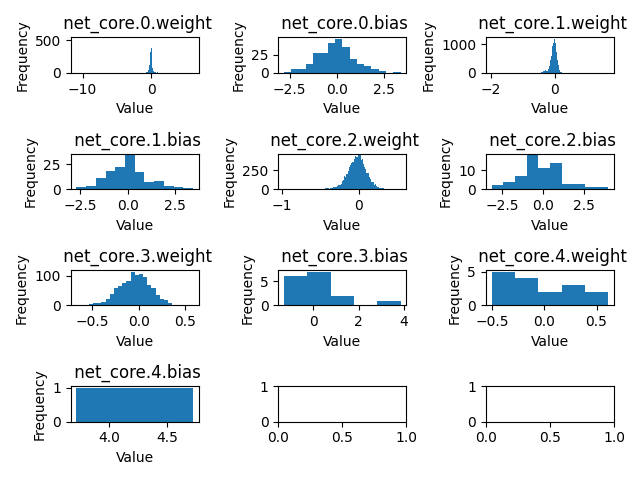 net_core.0.weight
Frequency
500
0
−10
0
Value
net_core.0.bias
Frequency
25
0
−2.5
0.0
2.5
Value
net_core.1.weight
Frequency
1000
0
−2
0
Value
net_core.1.bias
Frequency
25
0
−2.5
0.0
2.5
Value
net_core.2.weight
Frequency
250
0
−1
0
Value
net_core.2.bias
Frequency
10
0
−2.5
0.0
2.5
Value
net_core.3.weight
Frequency
100
0
−0.5
0.0
0.5
Value
net_core.3.bias
Frequency
5
0
0
2
4
Value
net_core.4.weight
Frequency
5
0
−0.5
0.0
0.5
Value
net_core.4.bias
Frequency
1
0
4.0
4.5
Value
1
0
0.0
0.5
1.0
1
0
0.0
0.5
1.0